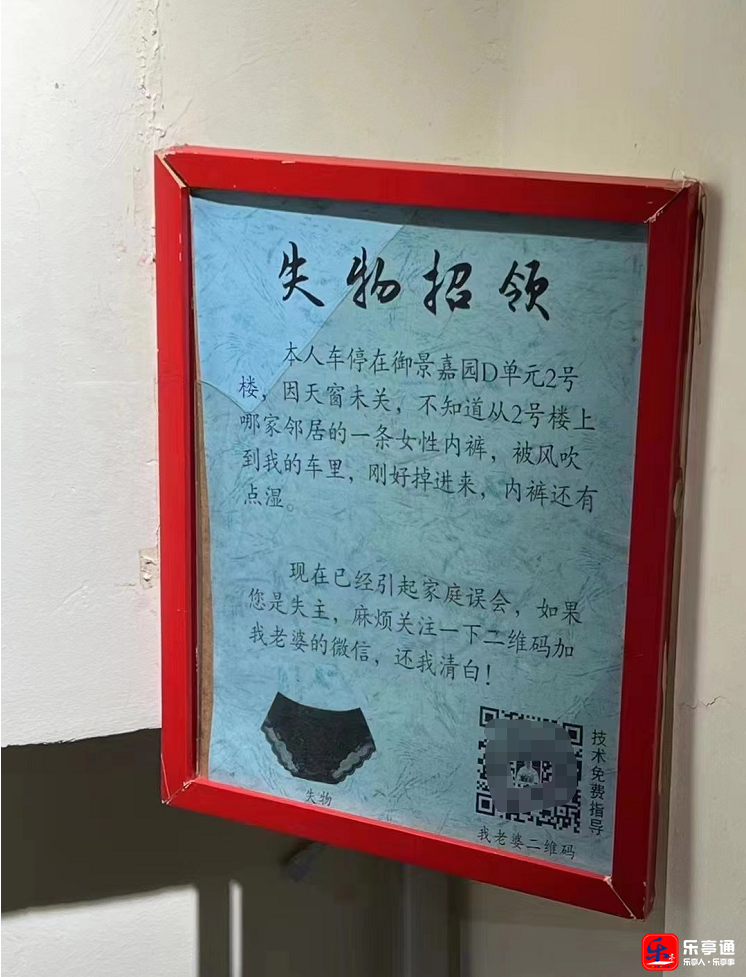 失物招领
本人车停在御景嘉园D单元2号
楼，因天窗未关，不知道从2号楼上
哪家邻居的一条女性内裤，被风吹
到我的车里，刚好掉进来，内裤还有
点湿。
现在已经引起家庭误会，如果
您是失主，麻烦关注一下二维码加
我老婆的微信，还我清白！
失物
技术免费指导
我老婆二维码
乐
乐亭通
乐亭人·乐亭事